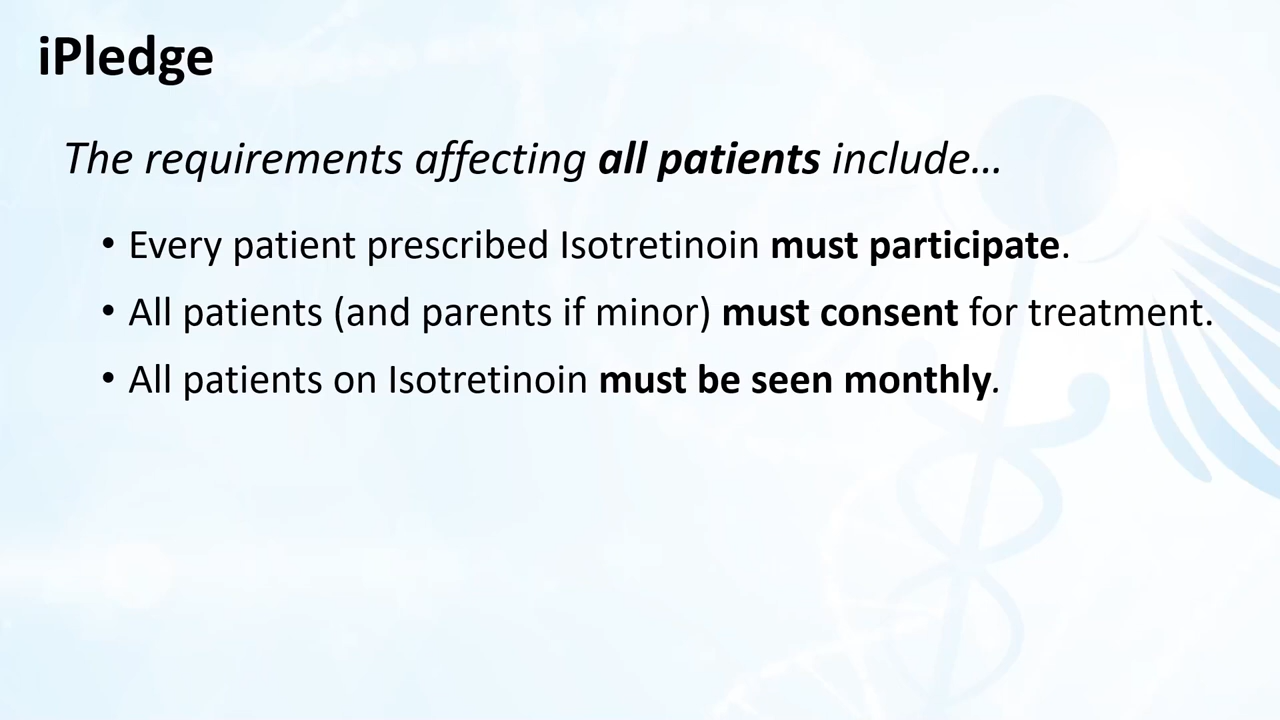 iPledge
The requirements affecting all patients include…
• Every patient prescribed Isotretinoin must participate.
• All patients (and parents if minor) must consent for treatment.
• All patients on Isotretinoin must be seen monthly.